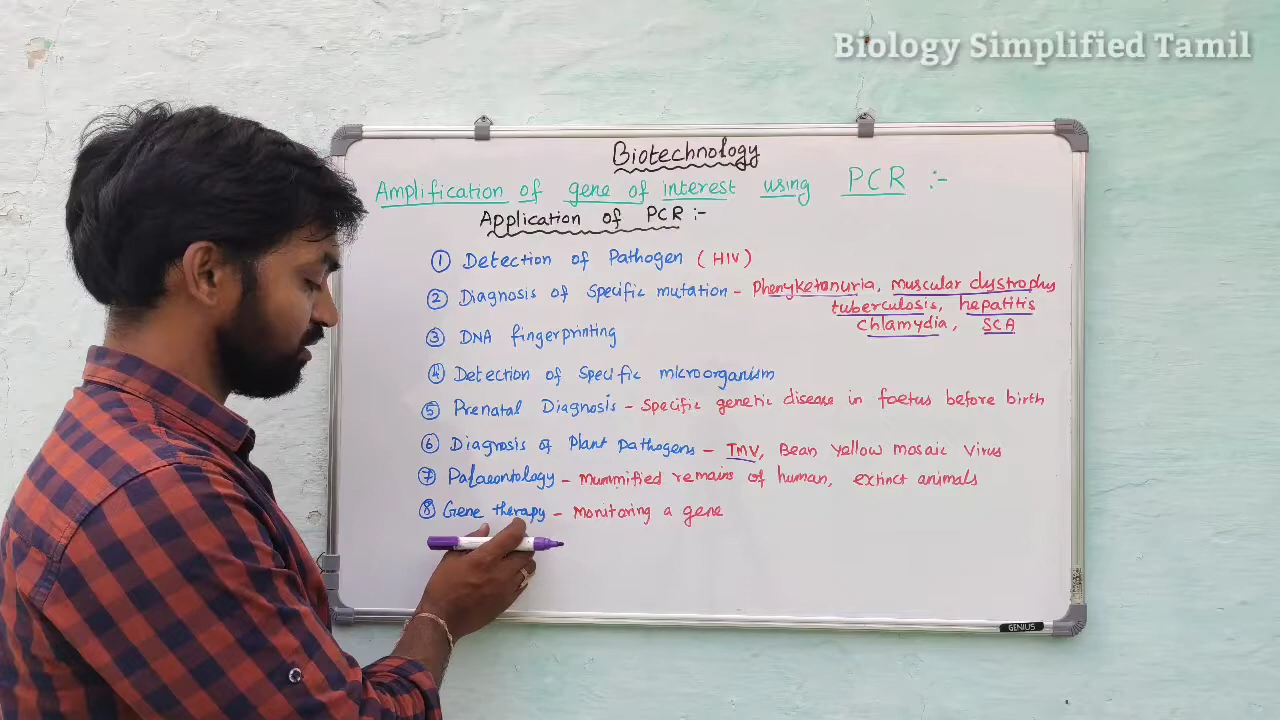 Biology Simplified Tamil
Biotechnology
Amplification of gene of interest using PCR :-
Application of PCR :-
① Detection of Pathogen (HIV)
② Diagnosis of Specific mutation - Phenyketonuria, muscular dystrophy
tuberculosis, hepatitis
chlamydia, SCA
③ DNA fingerprinting
④ Detection of Specific microorganism
⑤ Prenatal Diagnosis - Specific genetic disease in foetus before birth
⑥ Diagnosis of Plant Pathogens - TMV, Bean yellow mosaic virus
⑦ Palaeontology - mummified remains of human, extinct animals
⑧ Gene therapy - monitoring a gene
GENIUS